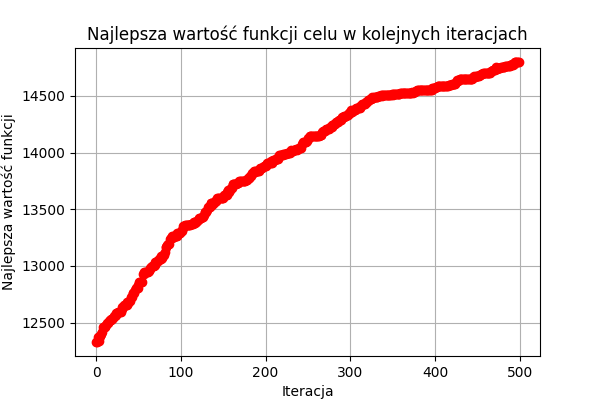 Najlepsza wartość funkcji celu w kolejnych iteracjach
Najlepsza wartość funkcji
14500
14000
13500
13000
12500
0 100 200 300 400 500
Iteracja